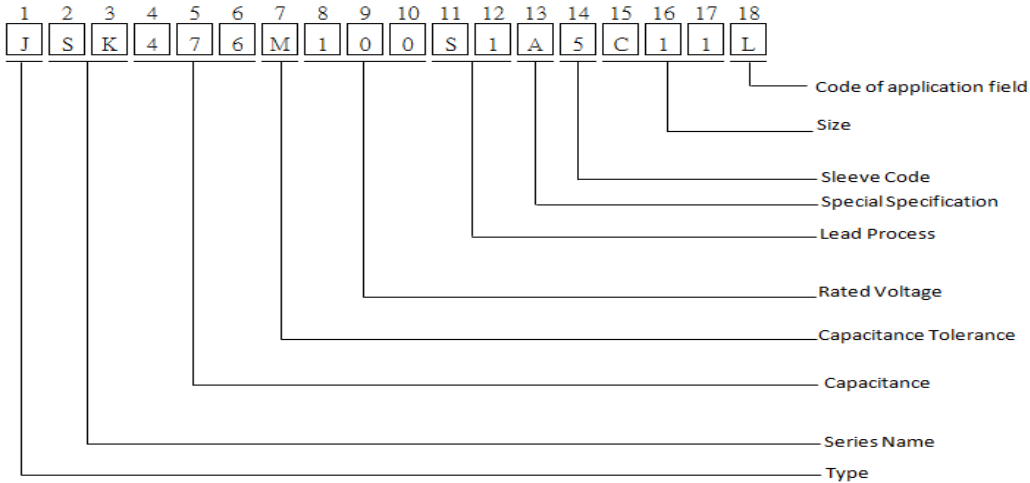 1 2 3 4 5 6 7 8 9 10 11 12 13 14 15 16 17 18
J S K 4 7 6 M 1 0 0 S 1 A 5 C 1 1 L
Code of application field
Size
Sleeve Code
Special Specification
Lead Process
Rated Voltage
Capacitance Tolerance
Capacitance
Series Name
Type